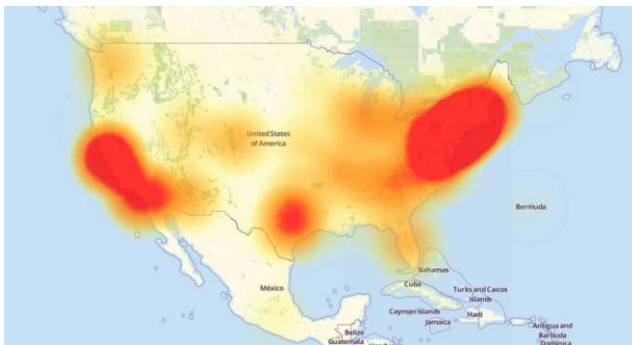 United States
of America
Bermuda
México
Bahamas
Cuba
Turks and Caicos
Islands
Cayman Islands
Haiti
Jamaica
Antigua and
Barbuda
Belize
Guatemala
Dominica